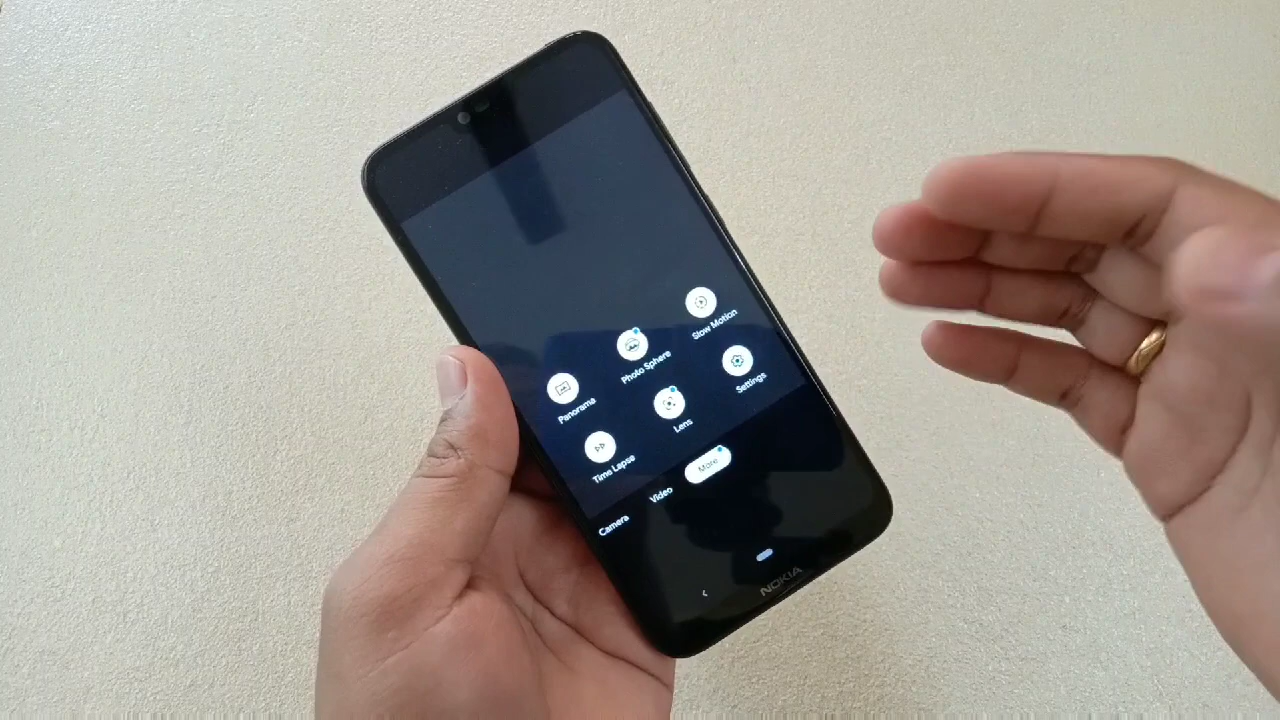 Slow Motion
Photo Sphere
Panorama
Settings
Lens
Time Lapse
More
Video
Camera
NOKIA